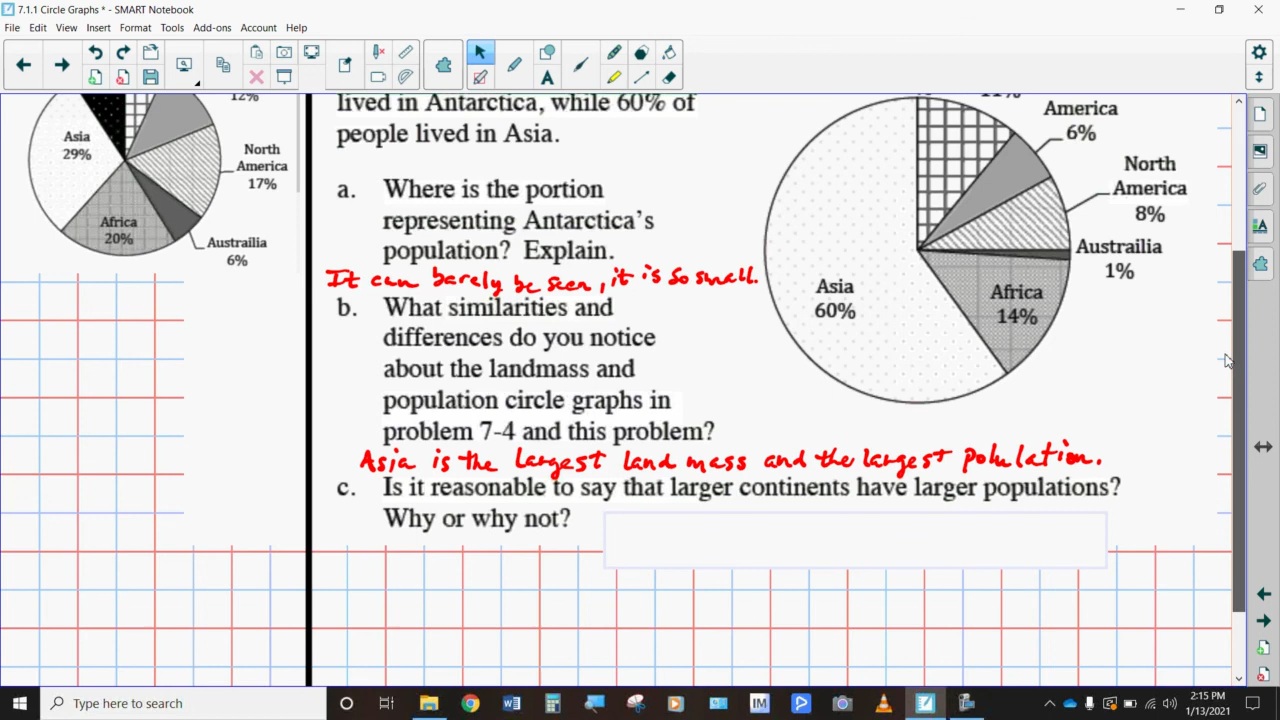 7.1.1 Circle Graphs * - SMART Notebook
File Edit View Insert Format Tools Add-ons Account Help
12%
Asia
29%
North
America
17%
Africa
20%
Austrailia
6%
lived in Antarctica, while 60% of
people lived in Asia.
a. Where is the portion
representing Antarctica's
population? Explain.
It can barely be seen, it is so small.
b. What similarities and
differences do you notice
about the landmass and
population circle graphs in
problem 7-4 and this problem?
Asia is the largest land mass and the largest population.
c. Is it reasonable to say that larger continents have larger populations?
Why or why not?
11%
America
6%
North
America
8%
Austrailia
1%
Asia
60%
Africa
14%
Type here to search
2:15 PM
1/13/2021